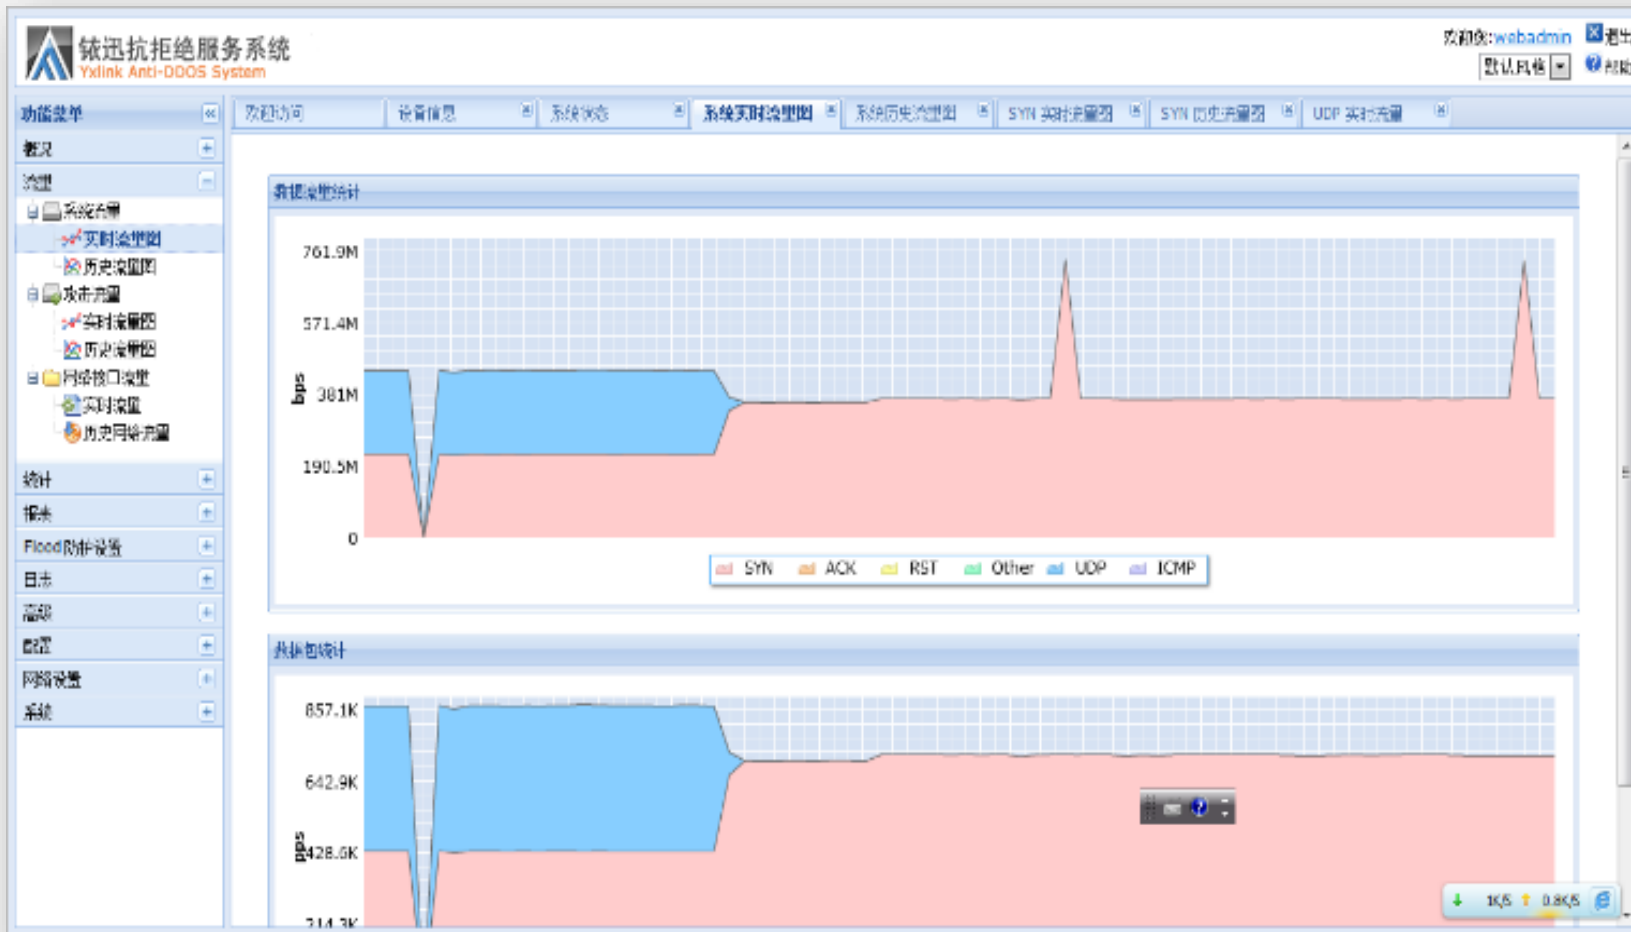 铱迅抗拒绝服务系统
Yxlink Anti-DDOS System
欢迎您:webadmin
退出
默认风格
帮助
功能菜单
欢迎访问
设备信息
系统状态
系统实时流量图
系统历史流量图
SYN 实时流量图
SYN 历史流量图
UDP 实时流量
概况
流量
系统流量
实时流量图
历史流量图
攻击流量
实时流量图
历史流量图
网络接口流量
实时流量
历史网络流量
统计
报表
Flood防护设置
日志
高级
配置
网络设置
系统
数据流量统计
761.9M
571.4M
bps
381M
190.5M
0
SYN ACK RST Other UDP ICMP
数据包统计
857.1K
642.9K
pps
428.6K
214.3K
1K/S 0.8K/S